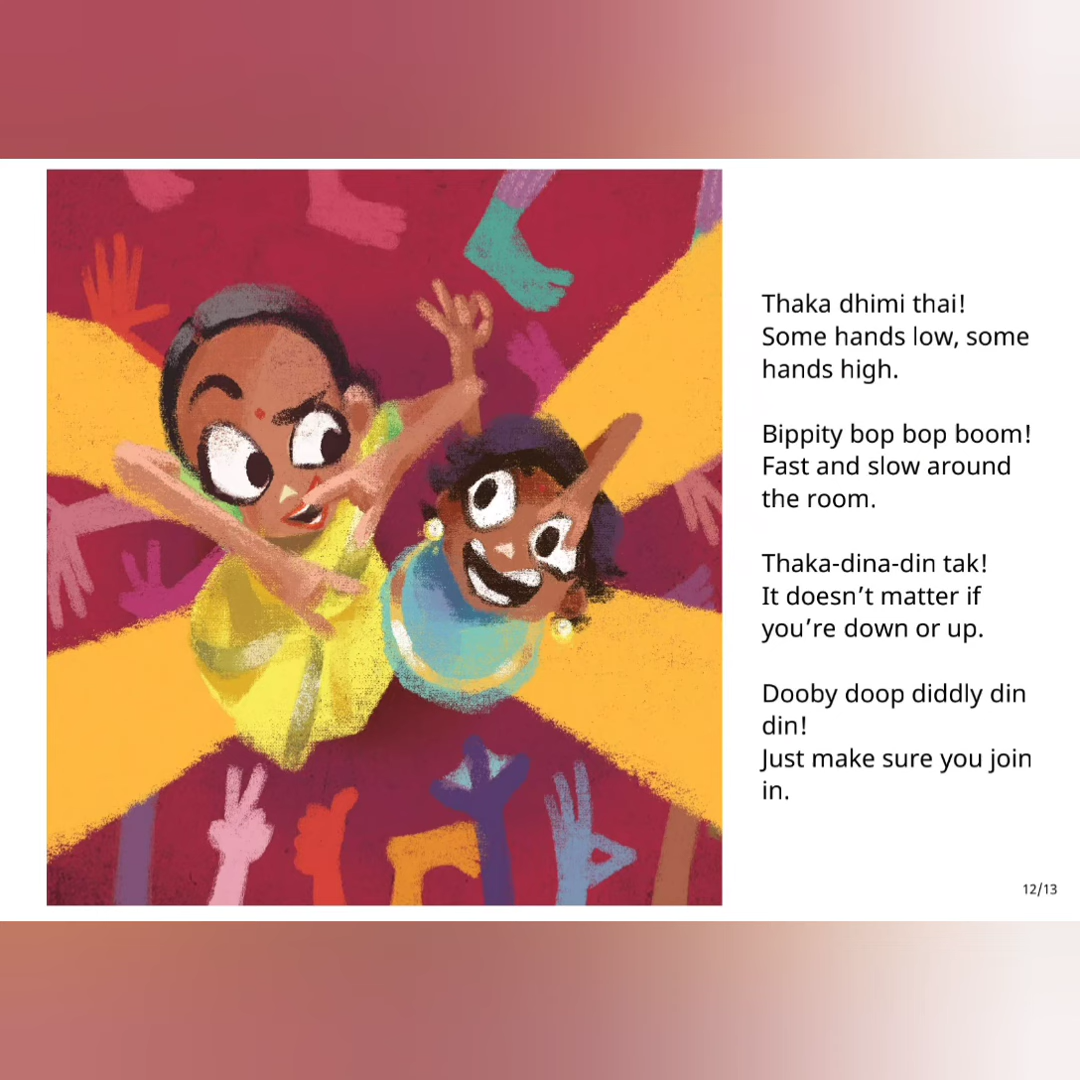 Thaka dhimi thai!
Some hands low, some
hands high.
Bippity bop bop boom!
Fast and slow around
the room.
Thaka-dina-din tak!
It doesn’t matter if
you’re down or up.
Dooby doop diddly din
din!
Just make sure you join
in.
12/13